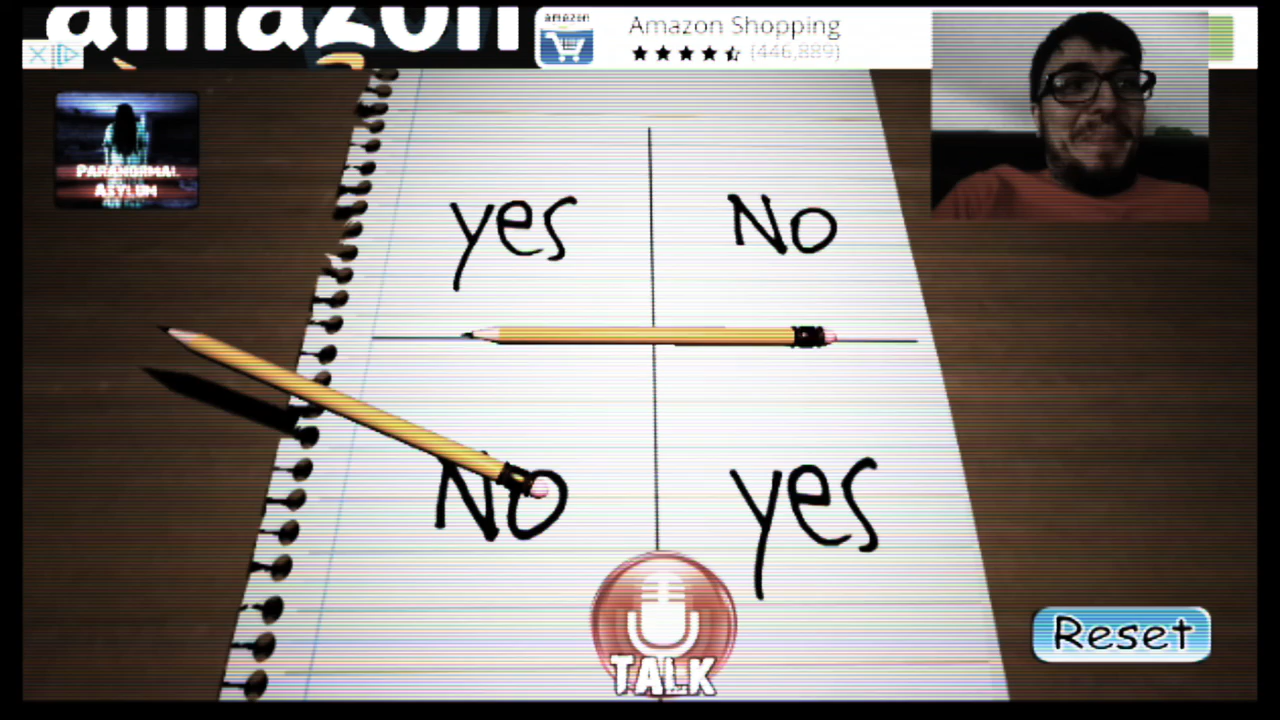 amazon
amazon
Amazon Shopping
(446,889)
PARANORMAL
ASYLUM
yes
No
No
yes
TALK
Reset